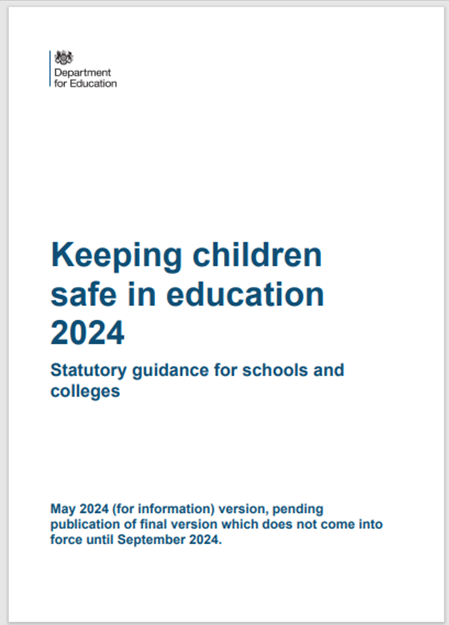 Department
for Education
Keeping children
safe in education
2024
Statutory guidance for schools and
colleges
May 2024 (for information) version, pending
publication of final version which does not come into
force until September 2024.